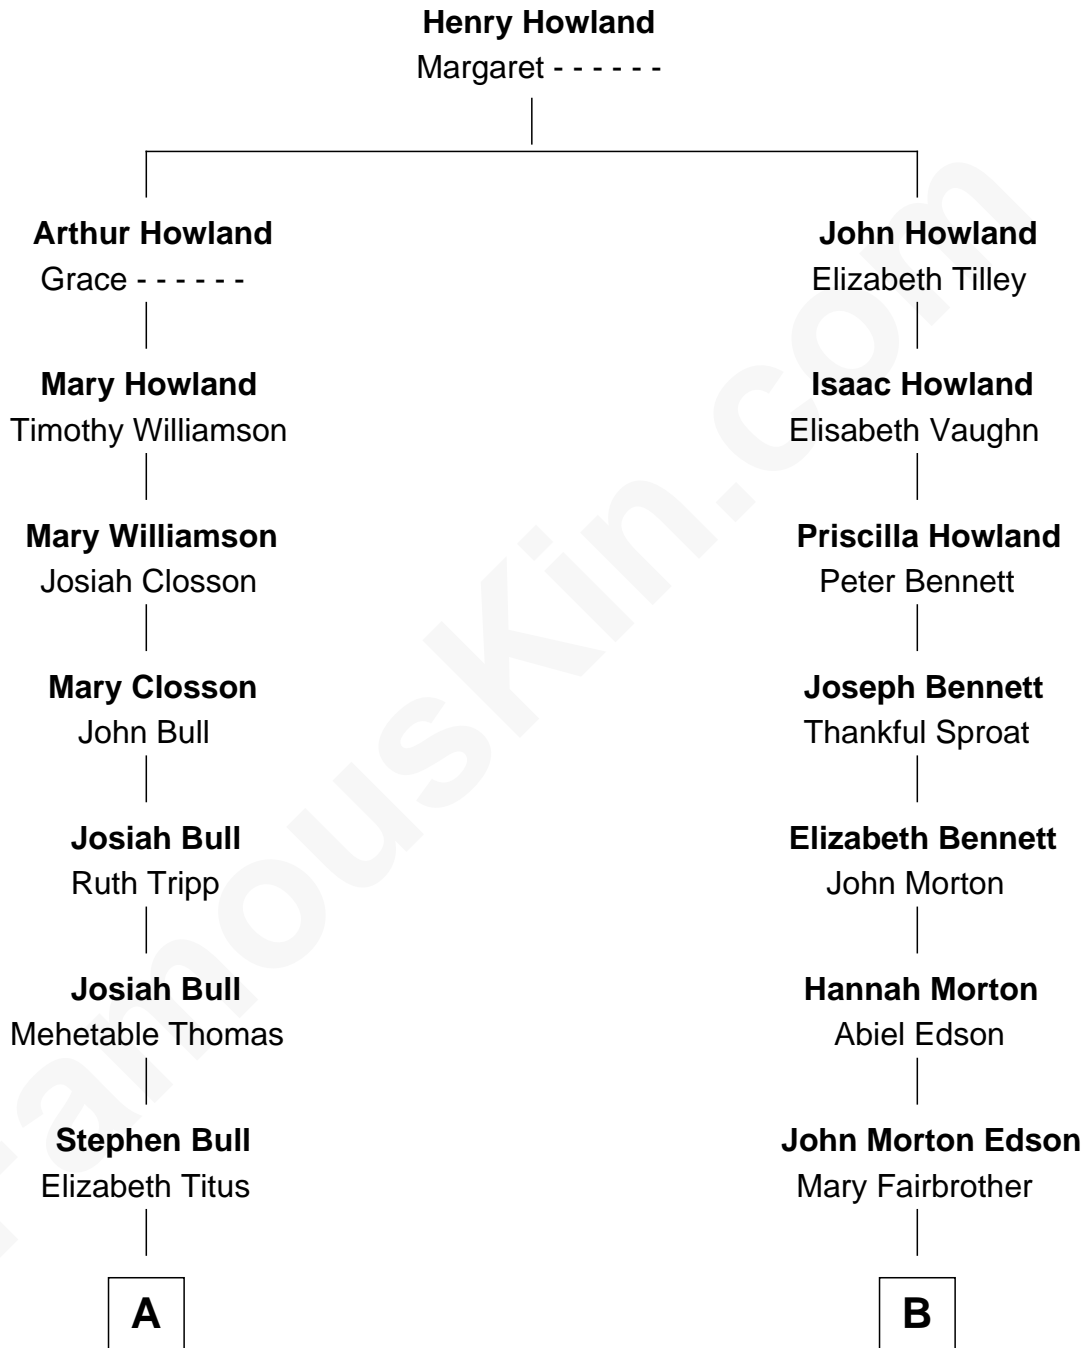 Henry Howland
Margaret - - - - - -
Arthur Howland
Grace - - - - - -
John Howland
Elizabeth Tilley
Mary Howland
Timothy Williamson
Isaac Howland
Elisabeth Vaughn
Mary Williamson
Josiah Closson
Priscilla Howland
Peter Bennett
Mary Closson
John Bull
Joseph Bennett
Thankful Sproat
Josiah Bull
Ruth Tripp
Elizabeth Bennett
John Morton
Josiah Bull
Mehetable Thomas
Hannah Morton
Abiel Edson
Stephen Bull
Elizabeth Titus
John Morton Edson
Mary Fairbrother
A
B
FamousKin.com